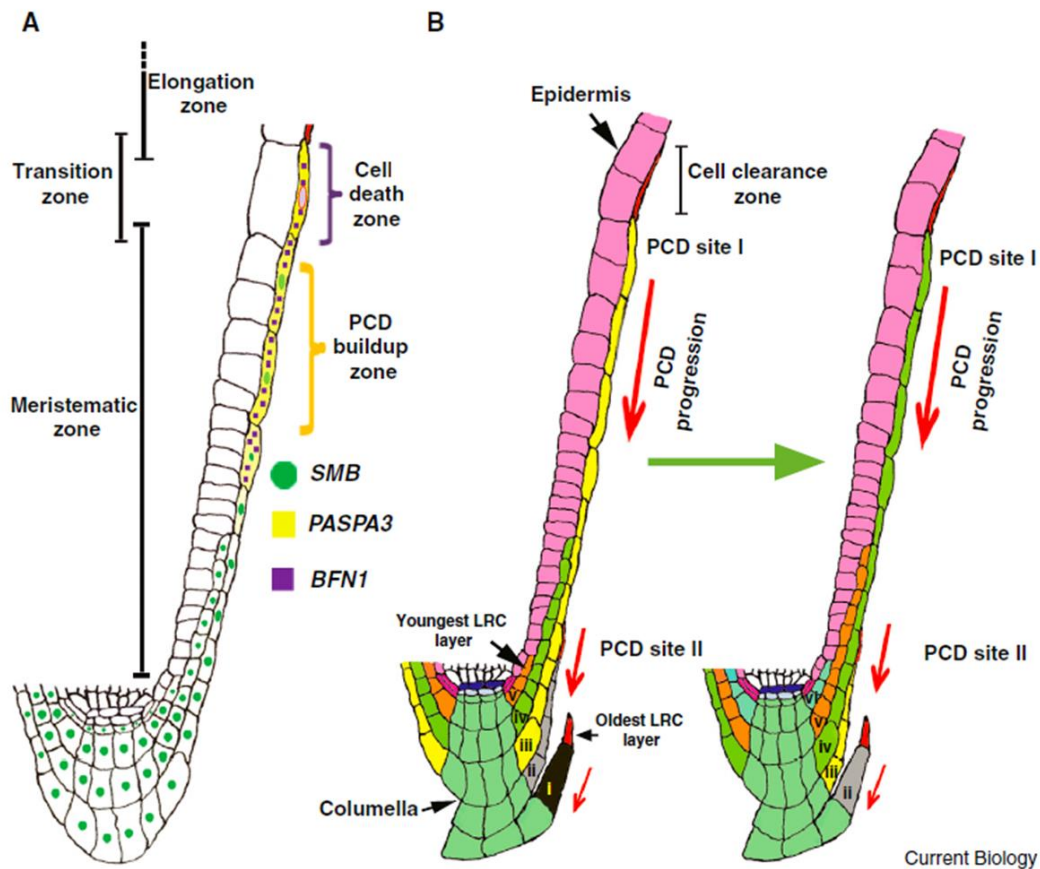 A
Elongation
zone
Transition
zone
Meristematic
zone
Cell
death
zone
PCD
buildup
zone
SMB
PASPA3
BFN1
B
Epidermis
Cell clearance
zone
PCD site I
PCD
progression
PCD site I
PCD
progression
Youngest LRC
layer
PCD site II
Oldest LRC
layer
v
iv
iii
ii
i
Columella
PCD site II
vi
v
iv
iii
ii
Current Biology